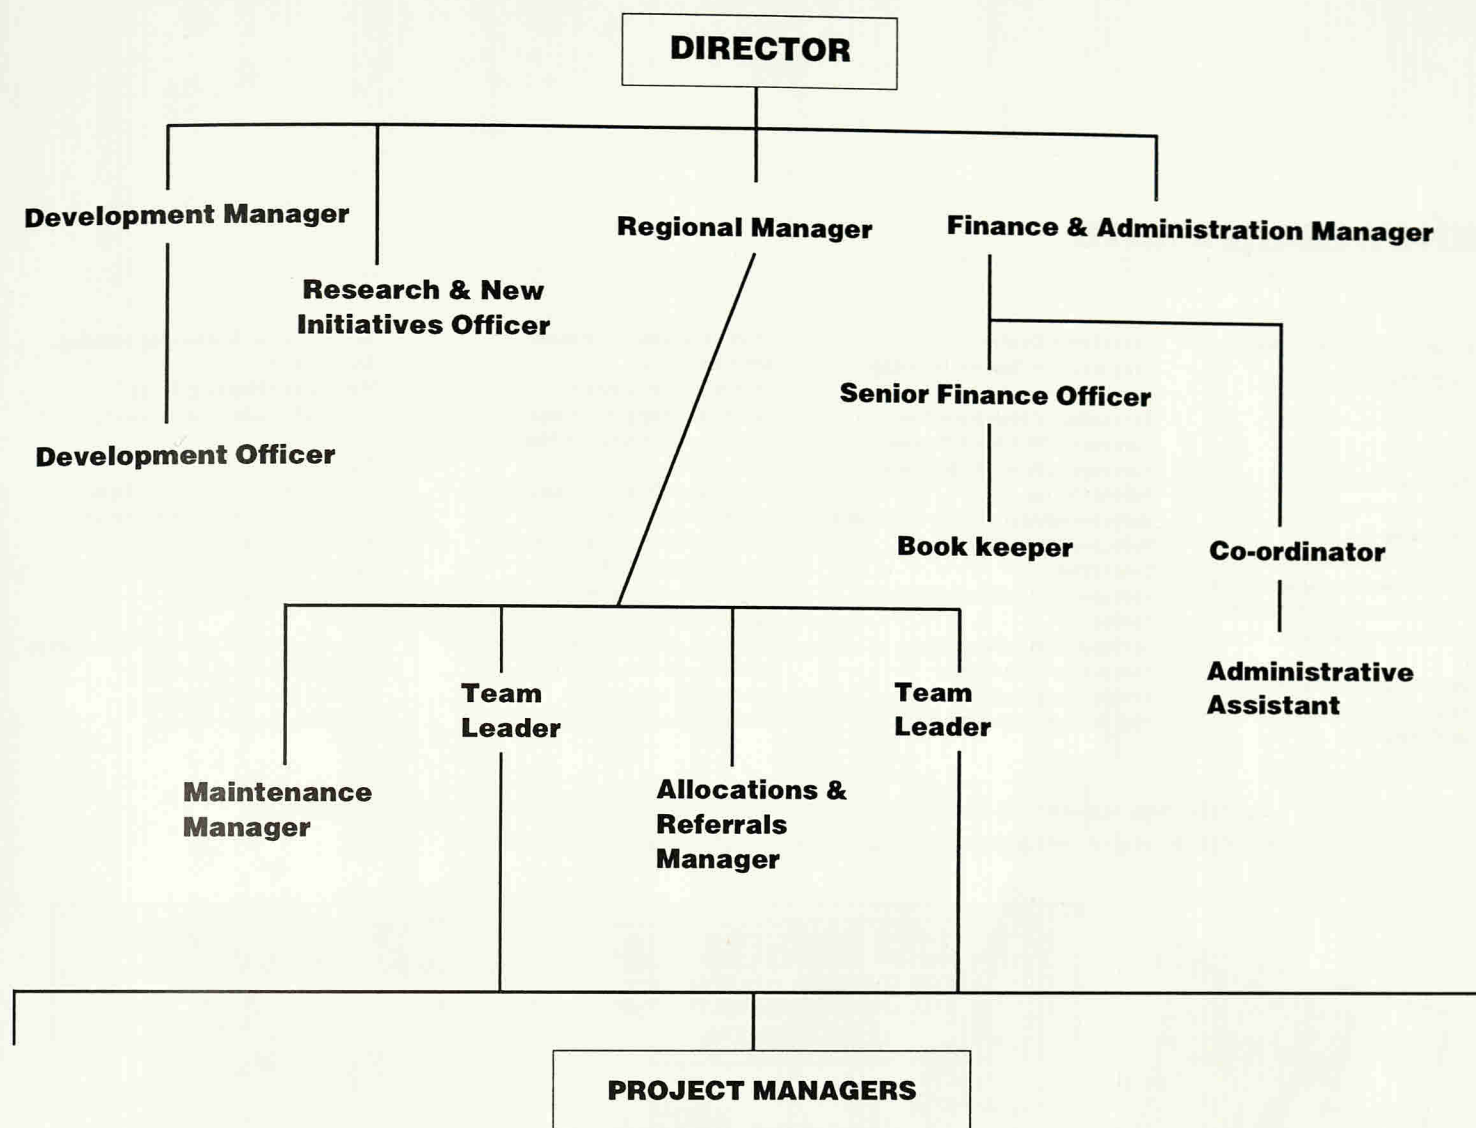 DIRECTOR
Development Manager
Regional Manager
Finance & Administration Manager
Research & New
Initiatives Officer
Senior Finance Officer
Development Officer
Book keeper
Co-ordinator
Team
Leader
Team
Leader
Administrative
Assistant
Maintenance
Manager
Allocations &
Referrals
Manager
PROJECT MANAGERS